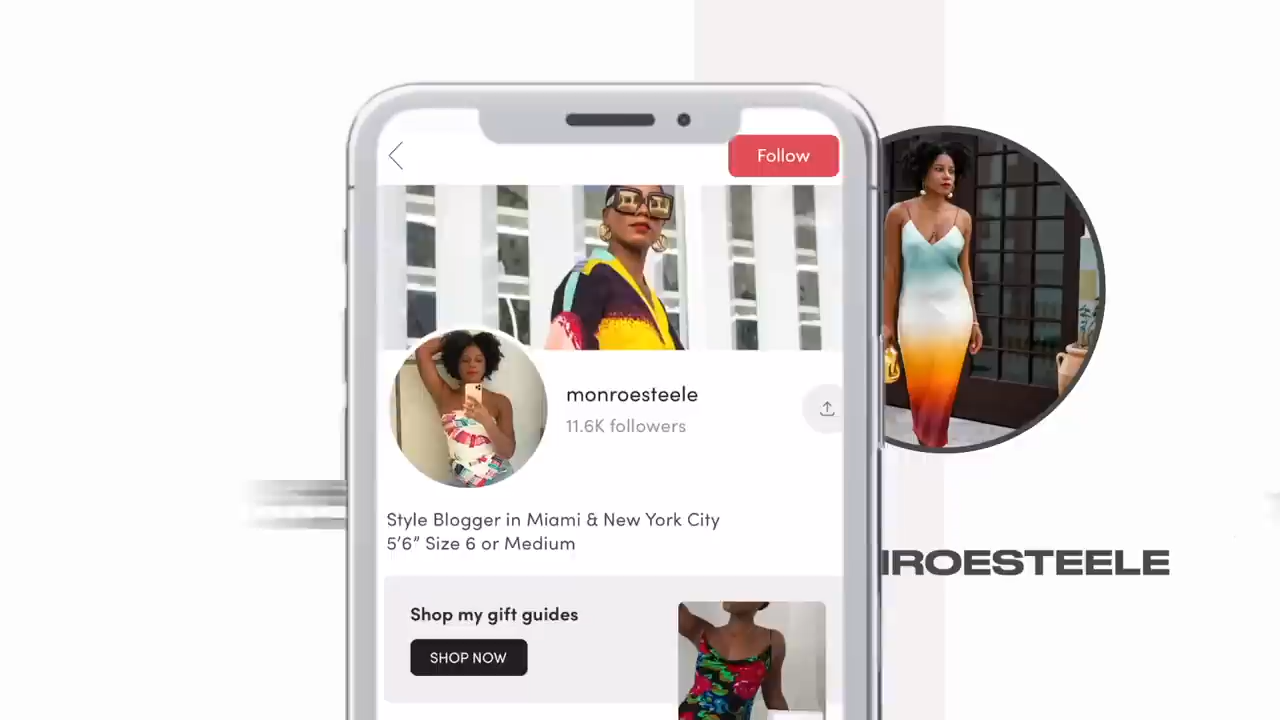 Follow
monroesteele
11.6K followers
Style Blogger in Miami & New York City
5’6” Size 6 or Medium
ROESTEELE
Shop my gift guides
SHOP NOW